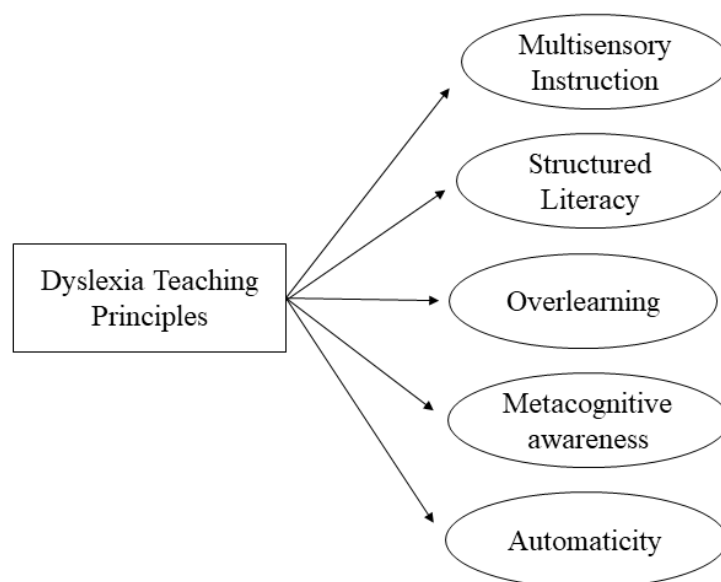 Multisensory
Instruction
Structured
Literacy
Dyslexia Teaching
Principles
Overlearning
Metacognitive
awareness
Automaticity